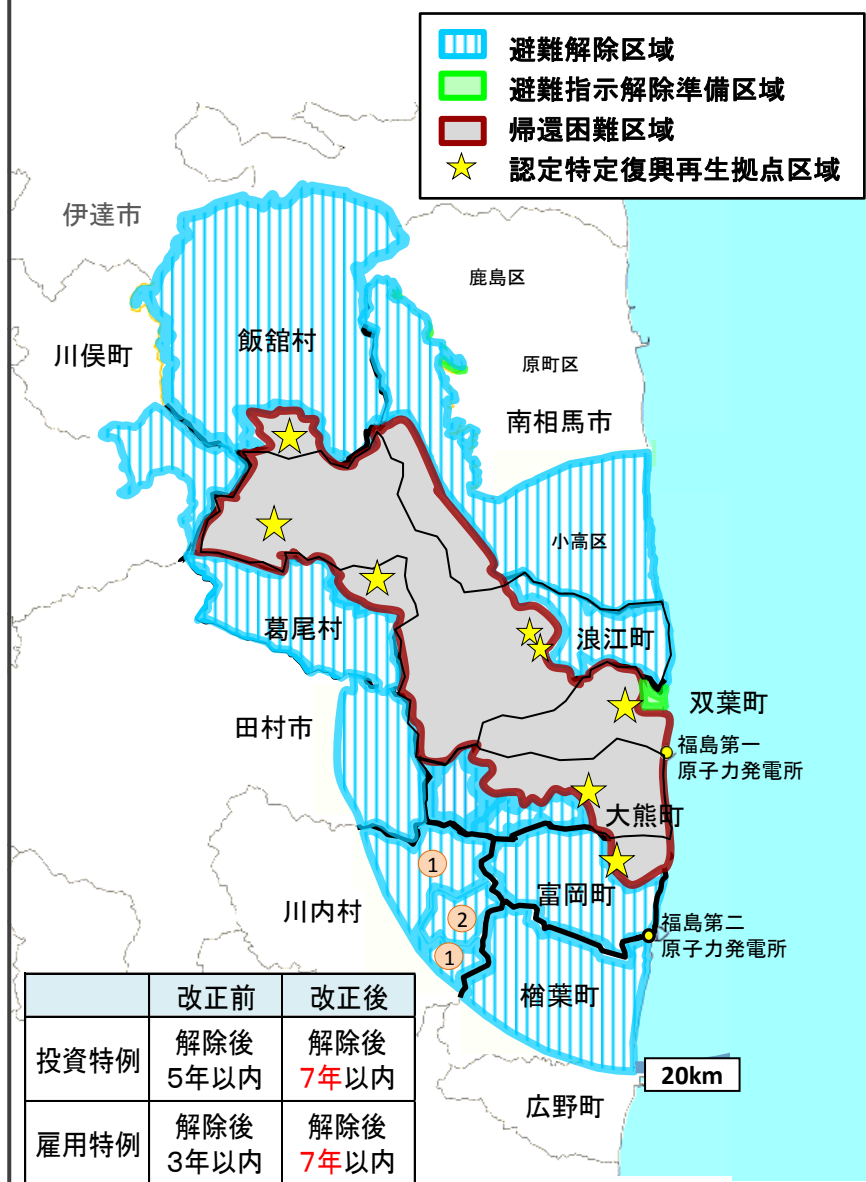 避難解除区域
避難指示解除準備区域
帰還困難区域
認定特定復興再生拠点区域
伊達市
鹿島区
飯舘村
川俣町
原町区
南相馬市
小高区
葛尾村
浪江町
双葉町
田村市
福島第一
原子力発電所
大熊町
1
富岡町
川内村
2
福島第二
原子力発電所
1
楢葉町
20km
広野町
改正前 改正後
投資特例 解除後 5年以内 解除後 7年以内
雇用特例 解除後 3年以内 解除後 7年以内